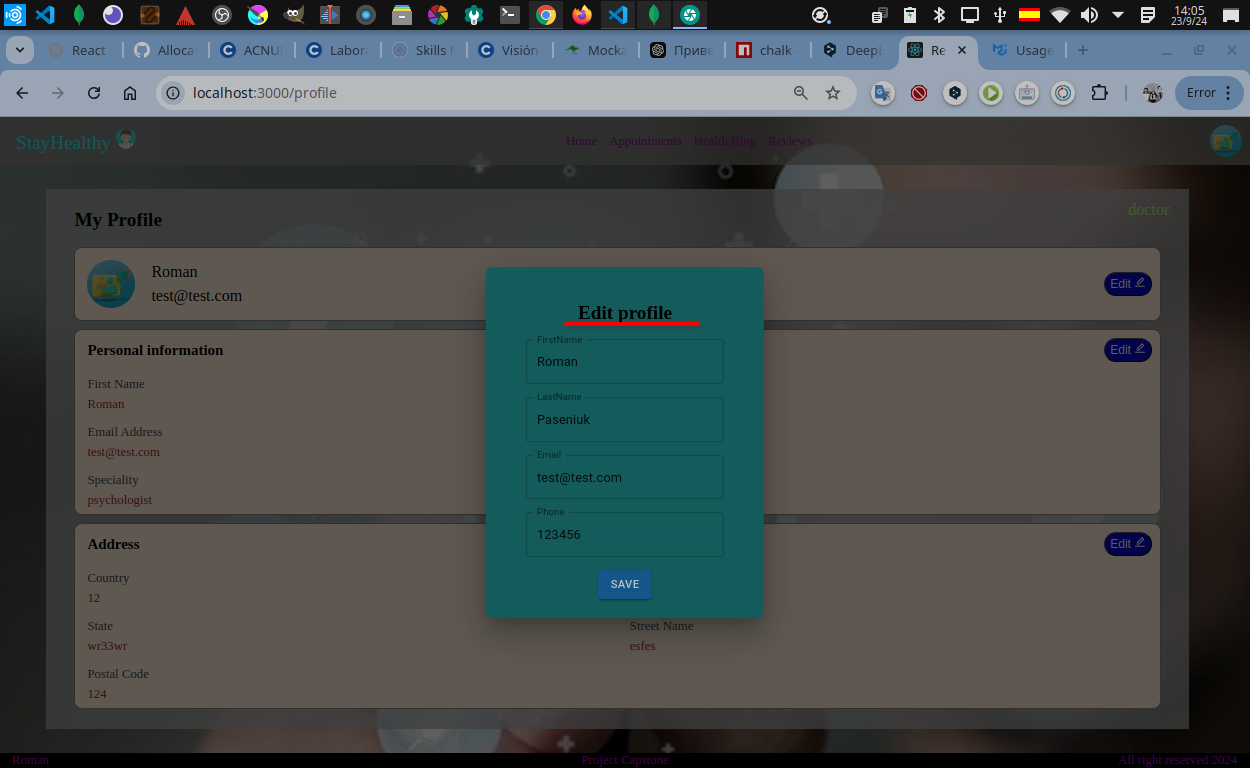 14:05
23/9/24
React
Alloca
ACNU
Labor
Skills
Visión
Mocka
Приве
chalk
DeepL
Re
Usage
localhost:3000/profile
Error
StayHealthy
Home Appointments Health Blog Reviews
doctor
My Profile
Roman
test@test.com
Edit
Personal information
Edit
First Name
Roman
Email Address
test@test.com
Speciality
psychologist
Address
Edit
Country
12
State
wr33wr
Street Name
esfes
Postal Code
124
Edit profile
FirstName
Roman
LastName
Paseniuk
Email
test@test.com
Phone
123456
SAVE
Roman
Project Capstone
All right reserved 2024